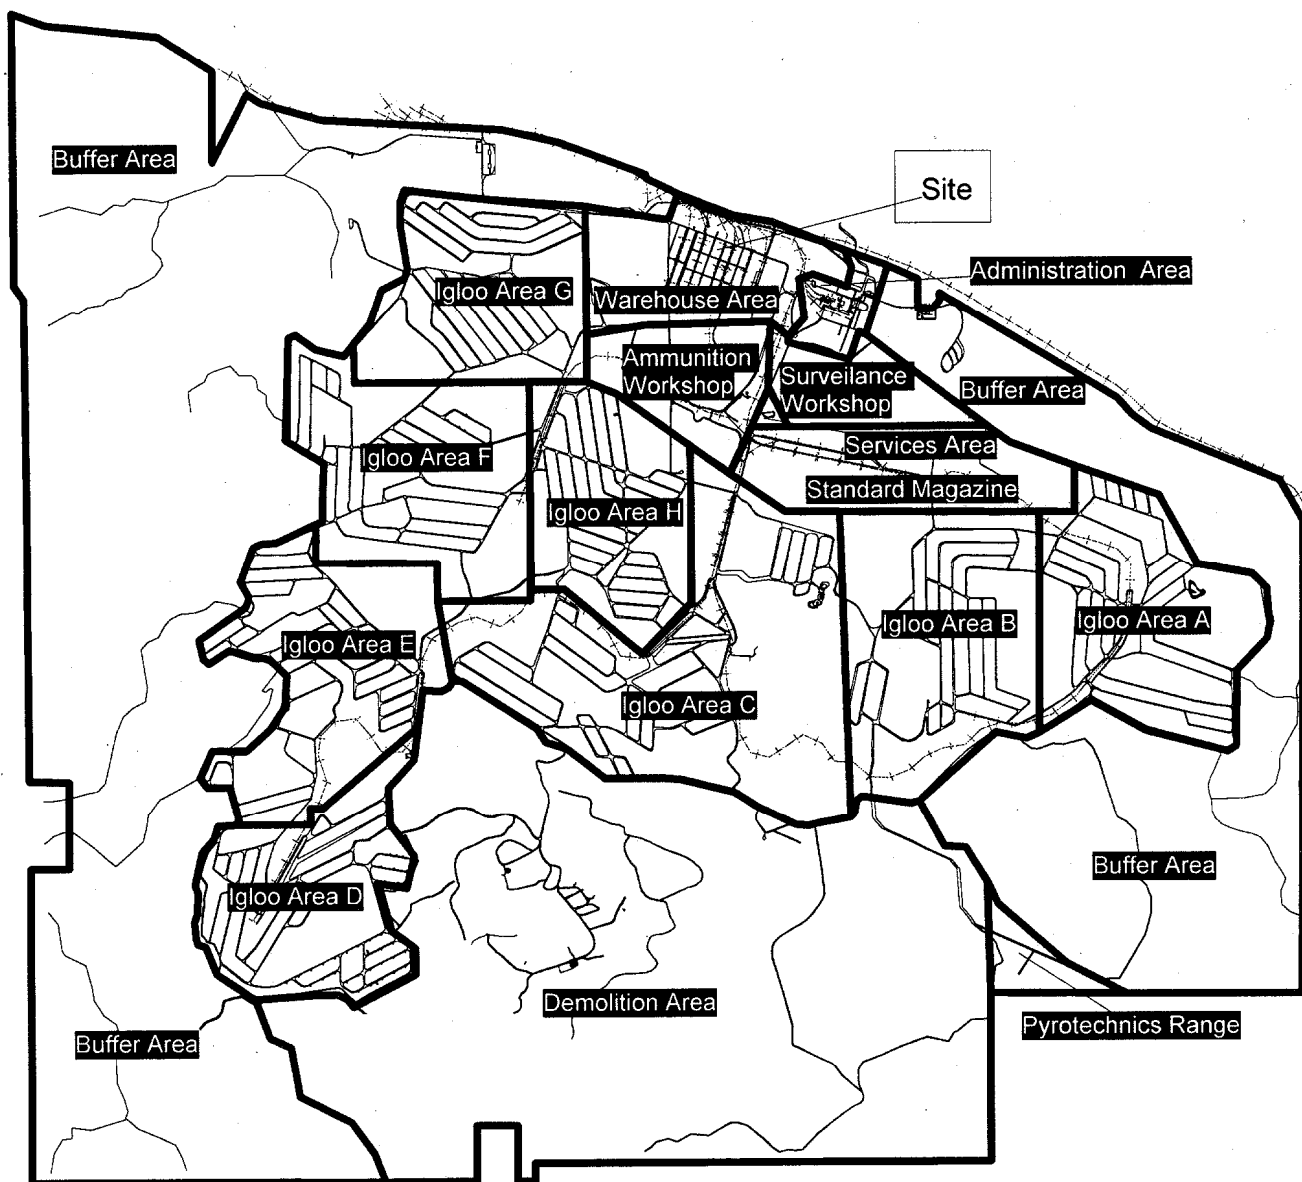 Buffer Area
Site
Administration Area
Igloo Area G
Warehouse Area
Ammunition
Workshop
Surveilance
Workshop
Buffer Area
Igloo Area F
Services Area
Standard Magazine
Igloo Area H
Igloo Area E
Igloo Area B
Igloo Area A
Igloo Area C
Igloo Area D
Buffer Area
Demolition Area
Pyrotechnics Range
Buffer Area